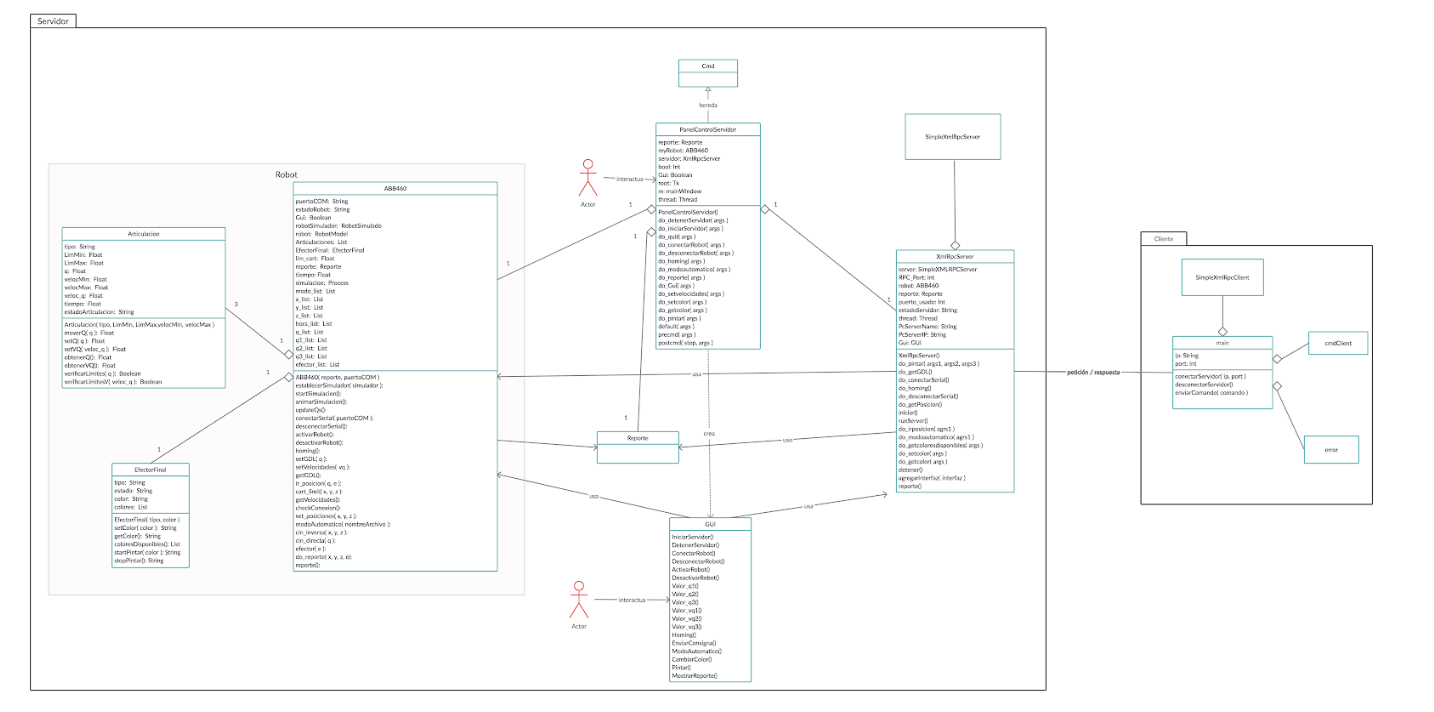 Servidor
Cmd
hereda
PanelControlServidor
reporte: Reporte
myRobot: ABB460
servidor: XmlRpcServer
bool: Int
Gui: Boolean
root: Tk
m: mainWindow
thread: Thread
PanelControlServidor()
do_detenerServidor( args )
do_iniciarServidor( args )
do_quit( args )
do_conectarRobot( args )
do_desconectarRobot( args )
do_homing( args )
do_modoautomatico( args )
do_reporte( args )
do_Gui( args )
do_setvelocidades( args )
do_setcolor( args )
do_getcolor( args )
do_pintar( args )
default( args )
precmd( args )
postcmd( stop, args )
Actor
interactua
1
1
1
1
1
1
Robot
ABB460
puertoCOM: String
estadoRobot: String
Gui: Boolean
robotSimulador: RobotSimulado
robot: RobotModel
Articulaciones: List
EfectorFinal: EfectorFinal
lim_cart: Float
reporte: Reporte
tiempo: Float
simulacion: Process
modo_list: List
x_list: List
y_list: List
z_list: List
hora_list: List
q_list: List
q1_list: List
q2_list: List
q3_list: List
efector_list: List
ABB460( reporte, puertoCOM )
establecerSimulador( simulador ):
startSimulacion():
animarSimulacion():
updateQs():
conectarSerial( puertoCOM ):
desconectarSerial():
activarRobot():
desactivarRobot():
homing():
setGDL( q ):
setVelocidades( vq ):
getGDL():
ir_posicion( q, e ):
cart_limit( x, y, z ):
getVelocidades():
checkConexion():
set_posiciones( x, y, z ):
modoAutomatico( nombreArchivo ):
cin_inversa( x, y, z ):
cin_directa( q ):
efector( e ):
do_reporte( x, y, z, e):
reporte():
Articulacion
tipo: String
LimMin: Float
LimMax: Float
q: Float
velocMin: Float
velocMax: Float
veloc_q: Float
tiempo: Float
estadoArticulacion: String
Articulacion( tipo, LimMin, LimMax,velocMin, velocMax )
moverQ( q ): Float
setQ( q ): Float
setVQ( veloc_q ): Float
obtenerQ(): Float
obtenerVQ(): Float
verificarLimites( q ): Boolean
verificarLimitesV( veloc_q ): Boolean
3
1
1
1
EfectorFinal
tipo: String
estado: String
color: String
colores: List
EfectorFinal( tipo, color )
setColor( color ): String
getColor(): String
coloresDisponibles(): List
startPintar( color ): String
stopPintar(): String
SimpleXmlRpcServer
XmlRpcServer
server: SimpleXMLRPCServer
RPC_Port: Int
robot: ABB460
reporte: Reporte
puerto_usado: Int
estadoServidor: String
thread: Thread
PcServerName: String
PcServerIP: String
Gui: GUI
XmlRpcServer()
do_pintar( args1, args2, args3 )
do_getGDL()
do_conectarSerial()
do_homing()
do_desconectarSerial()
do_getPosicion()
iniciar()
runServer()
do_irposicion( agrs1 )
do_modoautomatico( agrs1 )
do_getcoloresdisponibles( args )
do_setcolor( args )
do_getcolor( args )
detener()
agregarInterfaz( interfaz )
reporte()
usa
Reporte
usa
crea
usa
usa
GUI
IniciarServidor()
DetenerServidor()
ConectarRobot()
DesconectarRobot()
ActivarRobot()
DesactivarRobot()
Valor_q1()
Valor_q2()
Valor_q3()
Valor_vq1()
Valor_vq2()
Valor_vq3()
Homing()
EnviarConsigna()
ModoAutomatico()
CambiarColor()
Pintar()
MostrarReporte()
Actor
interactua
petición / respuesta
Cliente
SimpleXmlRpcClient
main
ip: String
port: Int
conectarServidor( ip, port )
desconectarServidor()
enviarComando( comando )
cmdClient
error